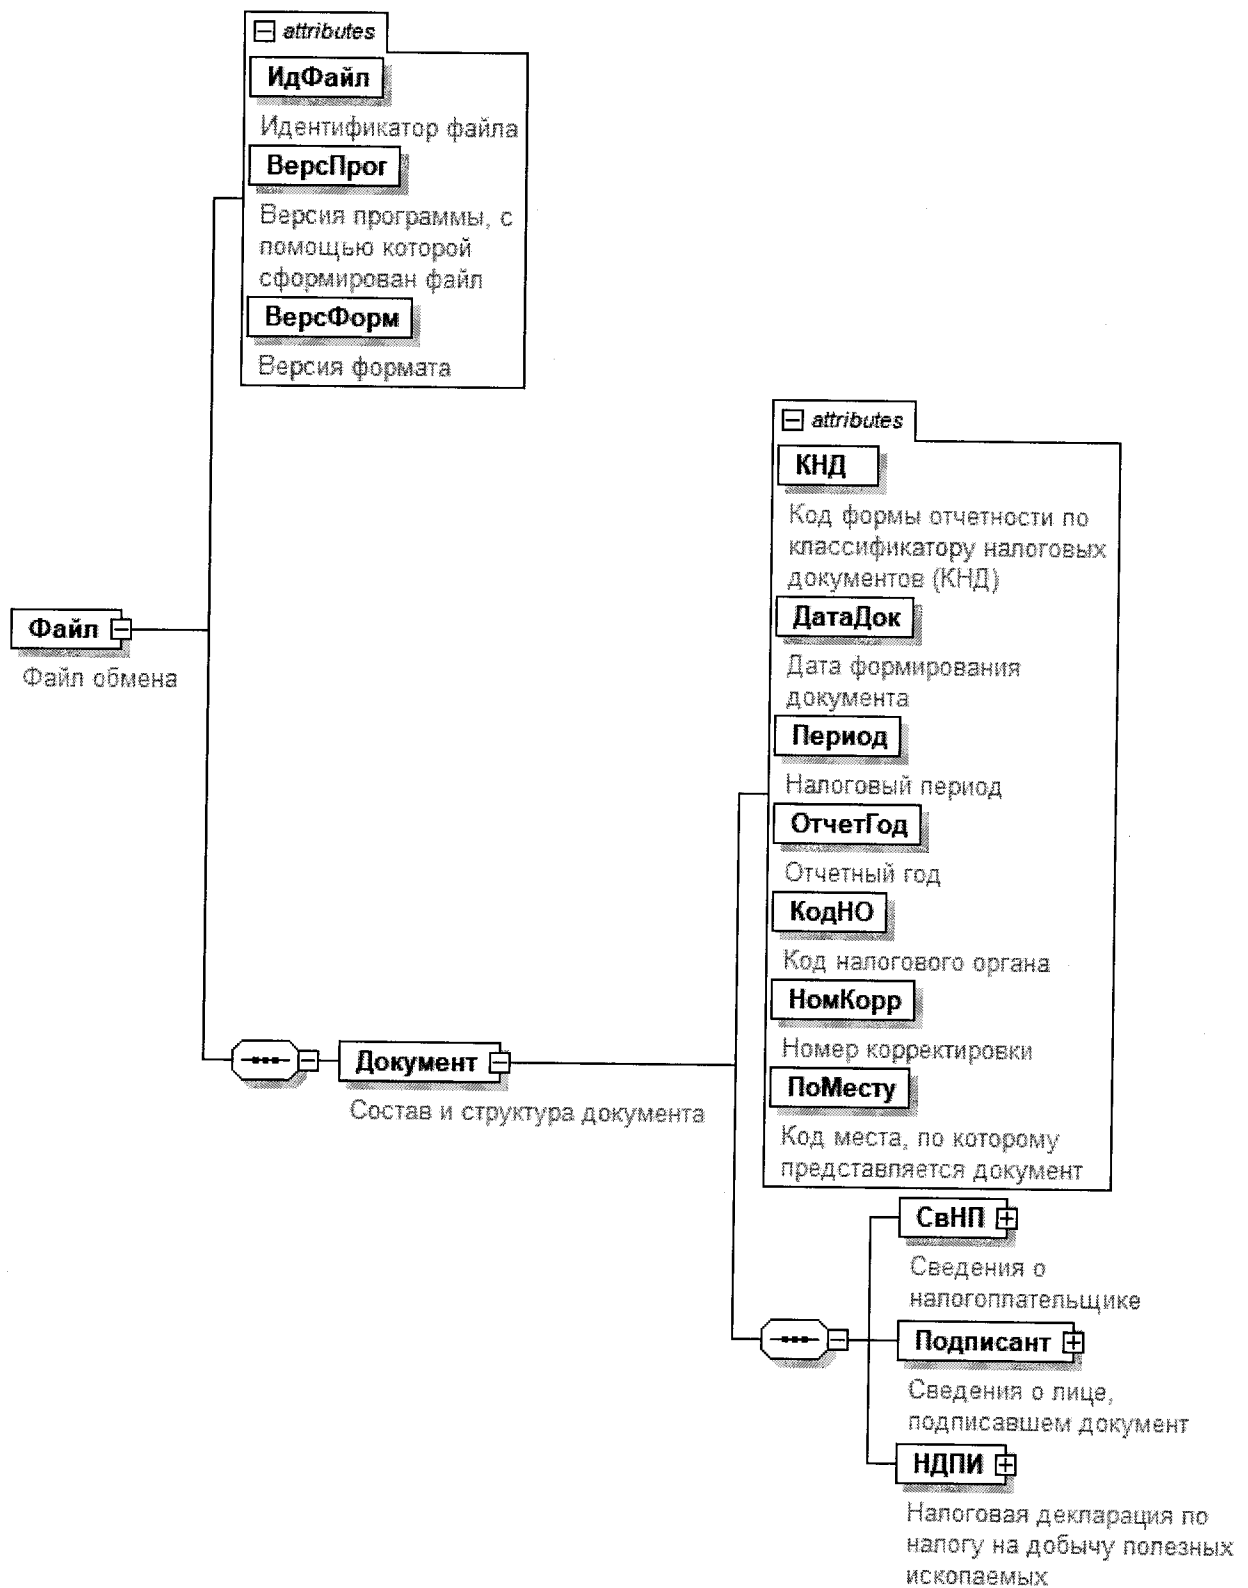 attributes
ИдФайл
Идентификатор файла
ВерсПрог
Версия программы, с
помощью которой
сформирован файл
ВерсФорм
Версия формата
Файл
Файл обмена
Документ
Состав и структура документа
attributes
КНД
Код формы отчетности по
классификатору налоговых
документов (КНД)
ДатаДок
Дата формирования
документа
Период
Налоговый период
ОтчетГод
Отчетный год
КодНО
Код налогового органа
НомКорр
Номер корректировки
ПоМесту
Код места, по которому
представляется документ
СвНП
Сведения о
налогоплательщике
Подписант
Сведения о лице,
подписавшем документ
НДПИ
Налоговая декларация по
налогу на добычу полезных
ископаемых